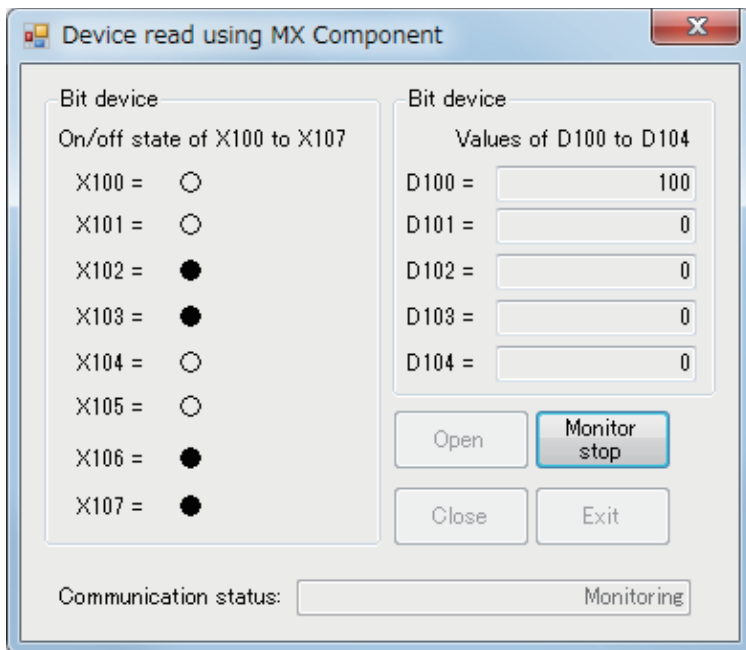 Device read using MX Component
Bit device
On/off state of X100 to X107
X100 = ○
X101 = ○
X102 = ●
X103 = ●
X104 = ○
X105 = ○
X106 = ●
X107 = ●
Bit device
Values of D100 to D104
D100 = 100
D101 = 0
D102 = 0
D103 = 0
D104 = 0
Open
Monitor
stop
Close
Exit
Communication status: Monitoring